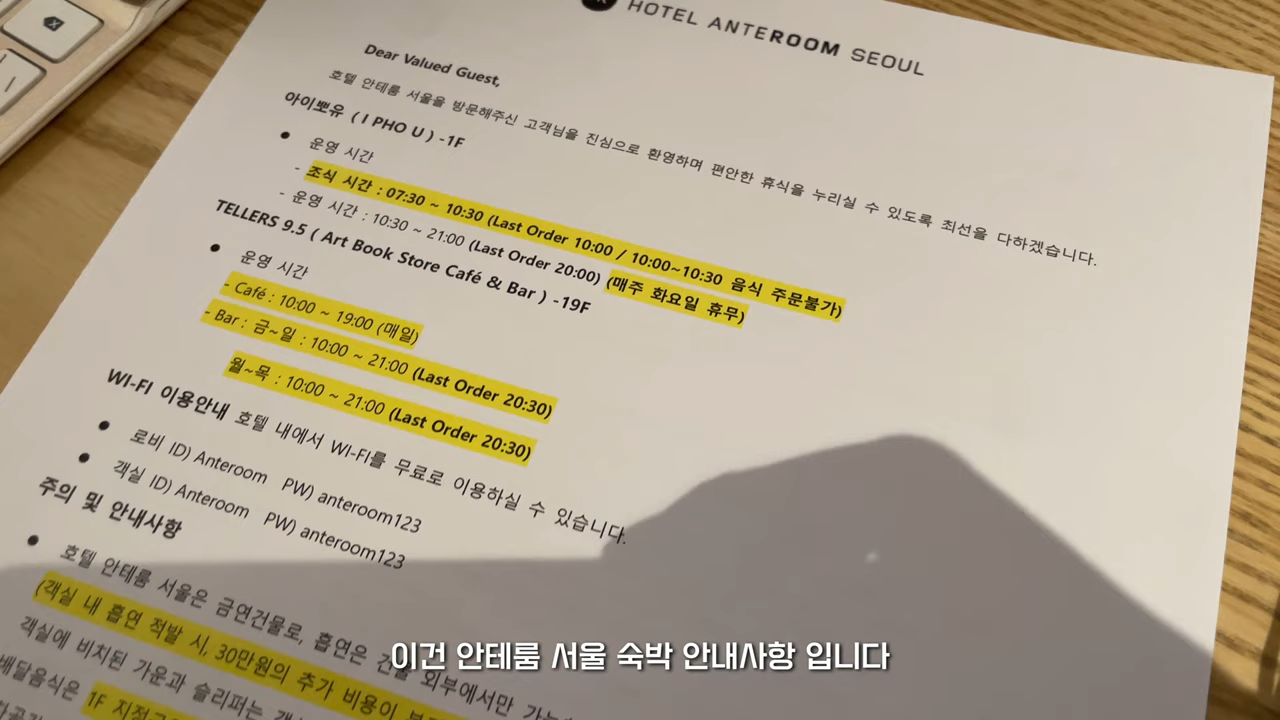 HOTEL ANTEROOM SEOUL
Dear Valued Guest,
호텔 안테룸 서울을 방문해주신 고객님을 진심으로 환영하며 편안한 휴식을 누리실 수 있도록 최선을 다하겠습니다.
아이뽀유 ( I PHO U ) -1F
● 운영 시간
- 조식 시간 : 07:30 ~ 10:30 (Last Order 10:00 / 10:00~10:30 음식 주문불가)
- 운영 시간 : 10:30 ~ 21:00 (Last Order 20:00) (매주 화요일 휴무)
TELLERS 9.5 ( Art Book Store Café & Bar ) -19F
● 운영 시간
- Café : 10:00 ~ 19:00 (매일)
- Bar : 금~일 : 10:00 ~ 21:00 (Last Order 20:30)
월~목 : 10:00 ~ 21:00 (Last Order 20:30)
WI-FI 이용안내 호텔 내에서 WI-FI를 무료로 이용하실 수 있습니다.
● 로비 ID) Anteroom PW) anteroom123
● 객실 ID) Anteroom PW) anteroom123
주의 및 안내사항
● 호텔 안테룸 서울은 금연건물로, 흡연은 건물 외부에서만
(객실 내 흡연 적발 시, 30만원의 추가 비용이
객실에 비치된 가운과 슬리퍼는
배달음식은 1F
이건 안테룸 서울 숙박 안내사항 입니다